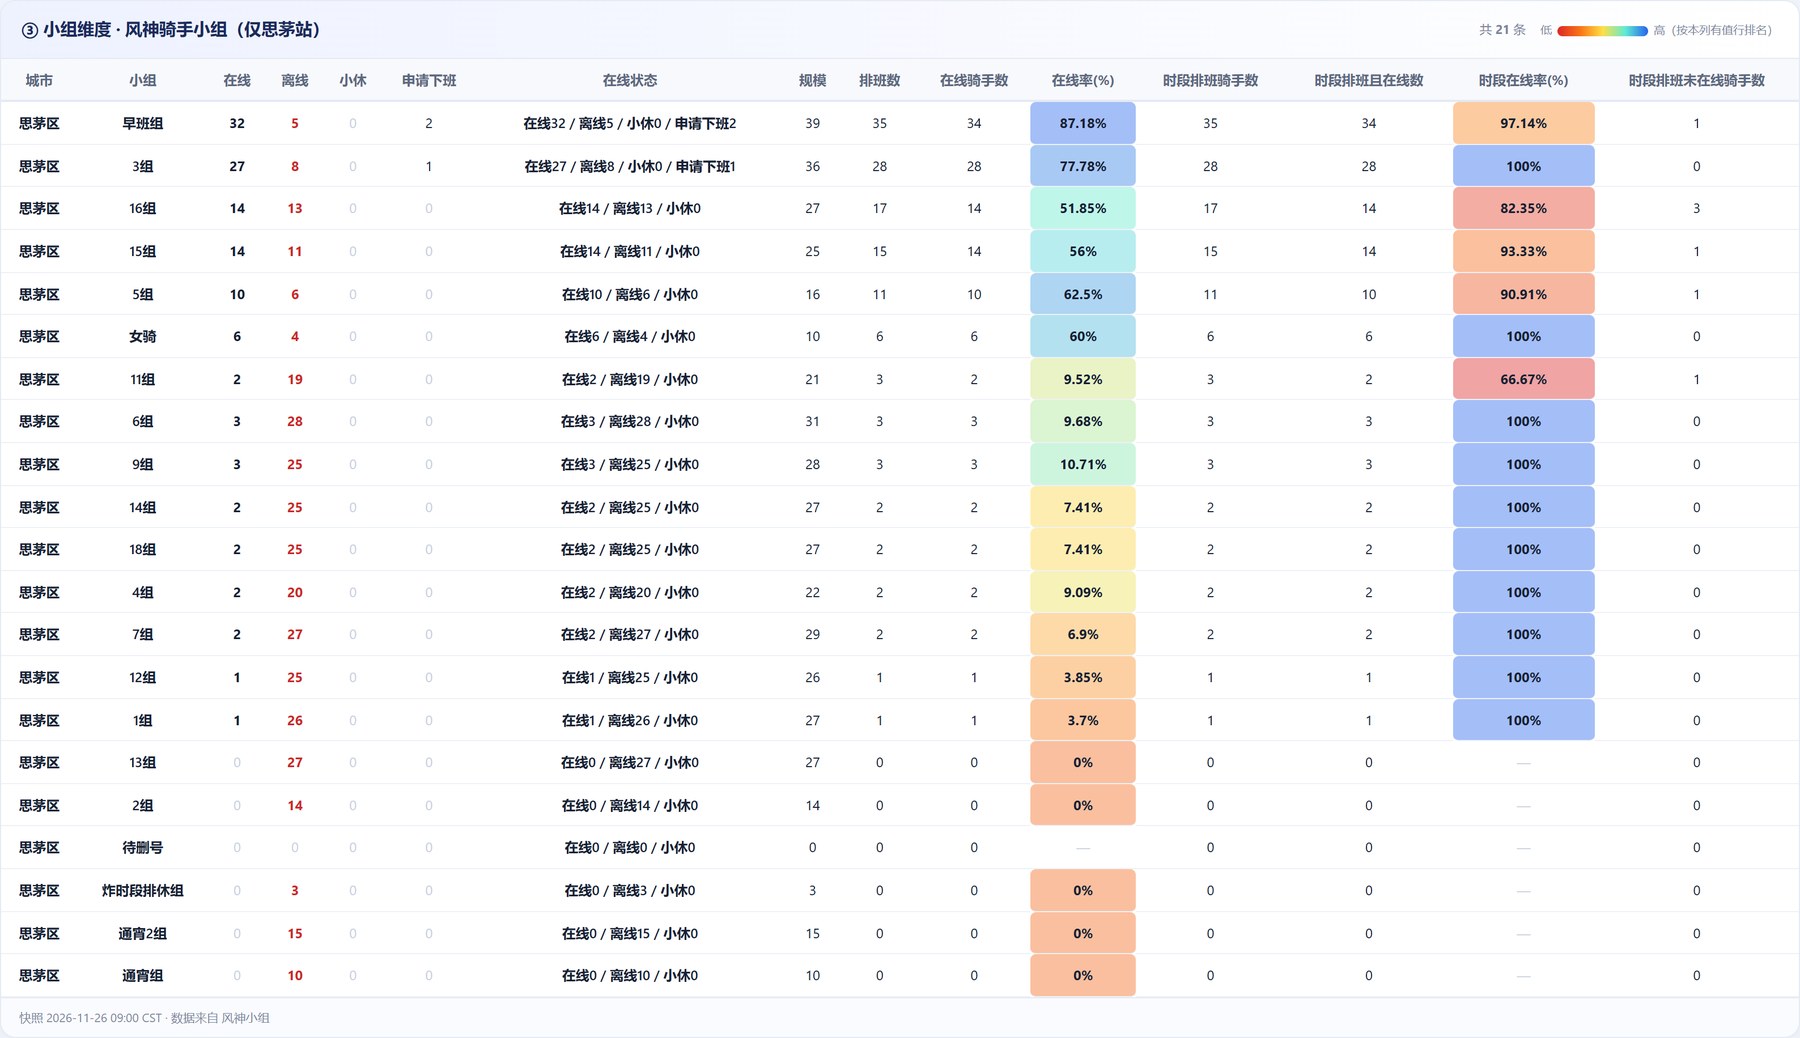 ③ 小组维度 · 风神骑手小组（仅思茅站）
共 21 条 低 高 (按本列有值行排名)
城市 小组 在线 离线 小休 申请下班 在线状态 规模 排班数 在线骑手数 在线率(%) 时段排班骑手数 时段排班且在线数 时段在线率(%) 时段排班未在线骑手数
思茅区 早班组 32 5 0 2 在线32 / 离线5 / 小休0 / 申请下班2 39 35 34 87.18% 35 34 97.14% 1
思茅区 3组 27 8 0 1 在线27 / 离线8 / 小休0 / 申请下班1 36 28 28 77.78% 28 28 100% 0
思茅区 16组 14 13 0 0 在线14 / 离线13 / 小休0 27 17 14 51.85% 17 14 82.35% 3
思茅区 15组 14 11 0 0 在线14 / 离线11 / 小休0 25 15 14 56% 15 14 93.33% 1
思茅区 5组 10 6 0 0 在线10 / 离线6 / 小休0 16 11 10 62.5% 11 10 90.91% 1
思茅区 女骑 6 4 0 0 在线6 / 离线4 / 小休0 10 6 6 60% 6 6 100% 0
思茅区 11组 2 19 0 0 在线2 / 离线19 / 小休0 21 3 2 9.52% 3 2 66.67% 1
思茅区 6组 3 28 0 0 在线3 / 离线28 / 小休0 31 3 3 9.68% 3 3 100% 0
思茅区 9组 3 25 0 0 在线3 / 离线25 / 小休0 28 3 3 10.71% 3 3 100% 0
思茅区 14组 2 25 0 0 在线2 / 离线25 / 小休0 27 2 2 7.41% 2 2 100% 0
思茅区 18组 2 25 0 0 在线2 / 离线25 / 小休0 27 2 2 7.41% 2 2 100% 0
思茅区 4组 2 20 0 0 在线2 / 离线20 / 小休0 22 2 2 9.09% 2 2 100% 0
思茅区 7组 2 27 0 0 在线2 / 离线27 / 小休0 29 2 2 6.9% 2 2 100% 0
思茅区 12组 1 25 0 0 在线1 / 离线25 / 小休0 26 1 1 3.85% 1 1 100% 0
思茅区 1组 1 26 0 0 在线1 / 离线26 / 小休0 27 1 1 3.7% 1 1 100% 0
思茅区 13组 0 27 0 0 在线0 / 离线27 / 小休0 27 0 0 0% 0 0 — 0
思茅区 2组 0 14 0 0 在线0 / 离线14 / 小休0 14 0 0 0% 0 0 — 0
思茅区 待删号 0 0 0 0 在线0 / 离线0 / 小休0 0 0 0 — 0 0 — 0
思茅区 炸时段排休组 0 3 0 0 在线0 / 离线3 / 小休0 3 0 0 0% 0 0 — 0
思茅区 通宵2组 0 15 0 0 在线0 / 离线15 / 小休0 15 0 0 0% 0 0 — 0
思茅区 通宵组 0 10 0 0 在线0 / 离线10 / 小休0 10 0 0 0% 0 0 — 0
快照 2026-11-26 09:00 CST · 数据来自 风神小组